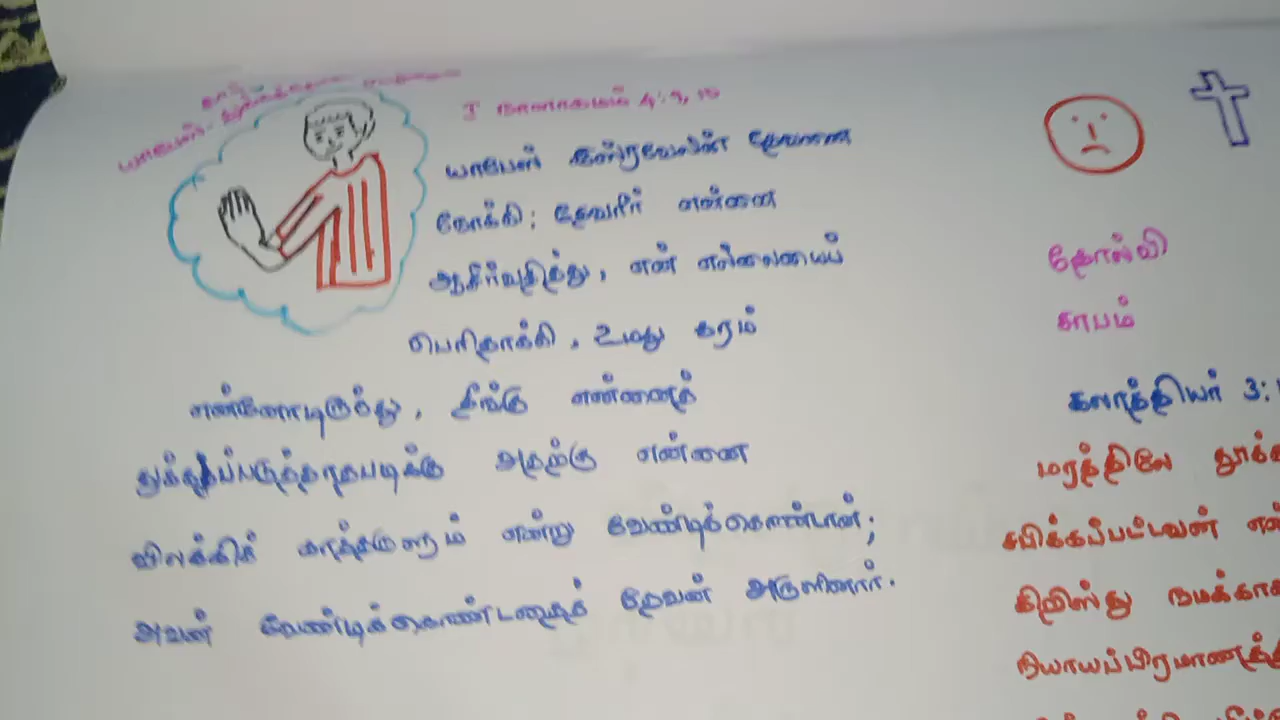 யாபேஸ் -
I நாளாகமம் 4:9, 10
யாபேஸ் இஸ்ரவேலின் தேவனை
நோக்கி: தேவரீர் என்னை
ஆசீர்வதித்து, என் எல்லையைப்
பெரிதாக்கி, உமது கரம்
என்னோடிருந்து, தீங்கு என்னைத்
துக்கப்படுத்தாதபடிக்கு அதற்கு என்னை
விலக்கிக் காத்தருளும் என்று வேண்டிக்கொண்டான்;
அவன் வேண்டிக்கொண்டதைத் தேவன் அருளினார்.
தோல்வி
சாபம்
கலாத்தியர் 3:1
மரத்திலே தூக்க
சபிக்கப்பட்டவன் என்
கிறிஸ்து நமக்கா
நியாயப்பிரமாணத்